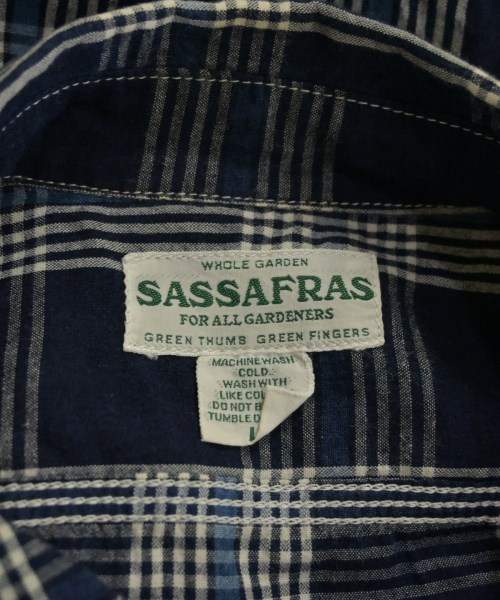 WHOLE GARDEN
SASSAFRAS
FOR ALL GARDENERS
GREEN THUMB GREEN FINGERS
MACHINE WASH
COLD
WASH WITH
LIKE
DO NOT
TUMBLE